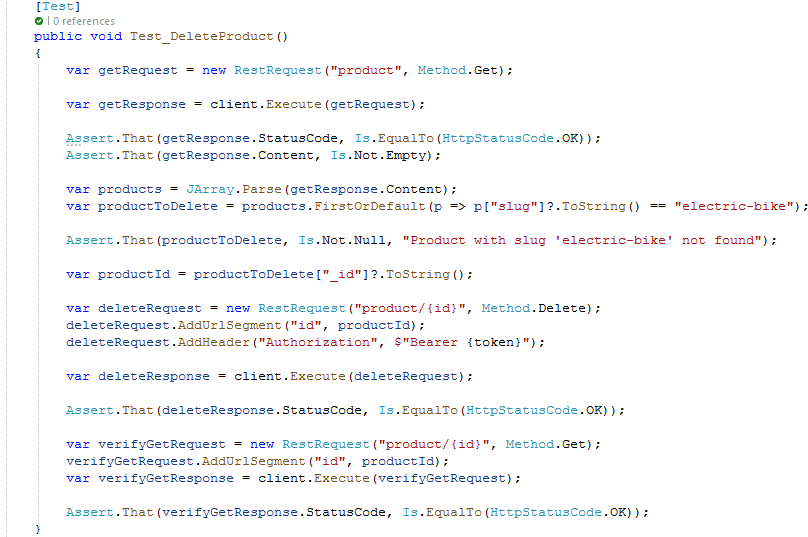 [Test]
| 0 references
public void Test_DeleteProduct()
{
var getRequest = new RestRequest("product", Method.Get);
var getResponse = client.Execute(getRequest);
Assert.That(getResponse.StatusCode, Is.EqualTo(HttpStatusCode.OK));
Assert.That(getResponse.Content, Is.Not.Empty);
var products = JArray.Parse(getResponse.Content);
var productToDelete = products.FirstOrDefault(p => p["slug"]?.ToString() == "electric-bike");
Assert.That(productToDelete, Is.Not.Null, "Product with slug 'electric-bike' not found");
var productId = productToDelete["_id"]?.ToString();
var deleteRequest = new RestRequest("product/{id}", Method.Delete);
deleteRequest.AddUrlSegment("id", productId);
deleteRequest.AddHeader("Authorization", $"Bearer {token}");
var deleteResponse = client.Execute(deleteRequest);
Assert.That(deleteResponse.StatusCode, Is.EqualTo(HttpStatusCode.OK));
var verifyGetRequest = new RestRequest("product/{id}", Method.Get);
verifyGetRequest.AddUrlSegment("id", productId);
var verifyGetResponse = client.Execute(verifyGetRequest);
Assert.That(verifyGetResponse.StatusCode, Is.EqualTo(HttpStatusCode.OK));
}